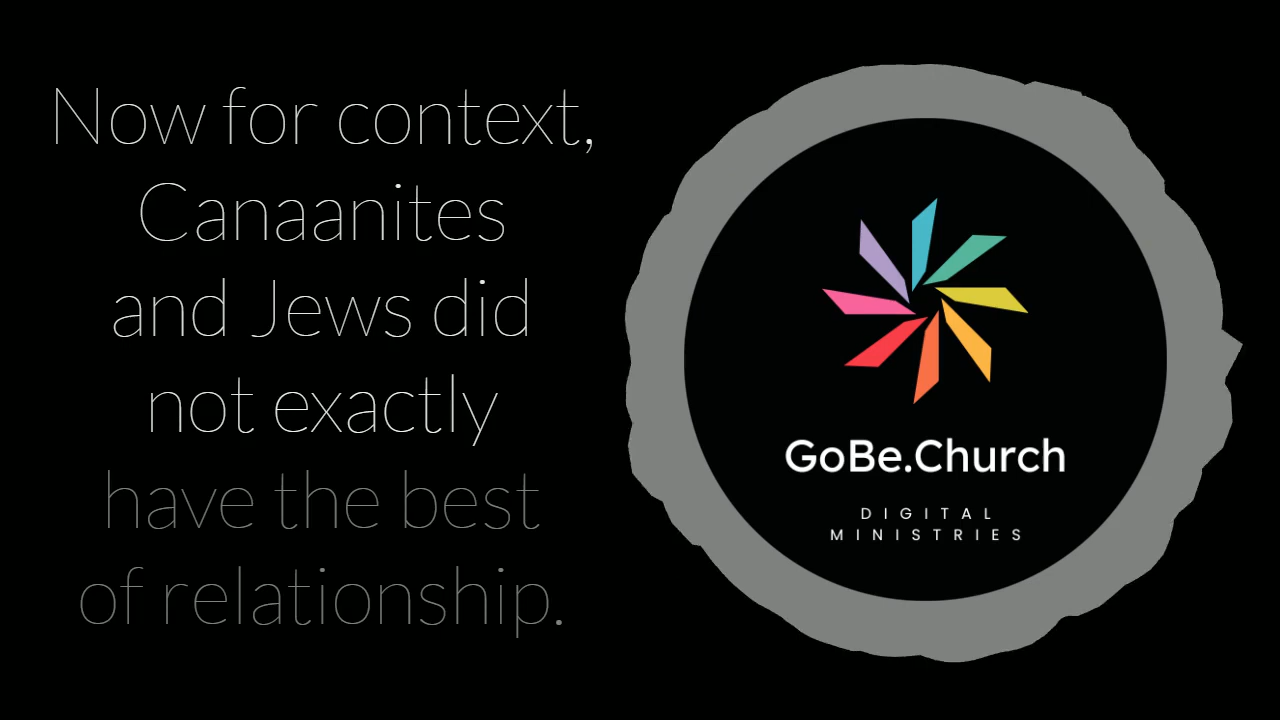 Now for context,
Canaanites
and Jews did
not exactly
have the best
of relationship.
GoBe.Church
DIGITAL
MINISTRIES